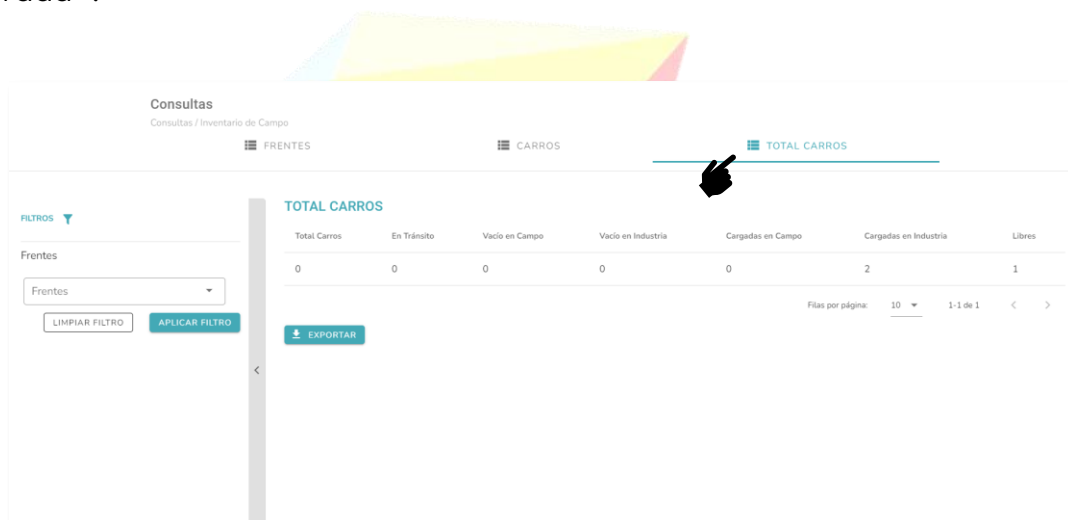 Consultas
Consultas / Inventario de Campo
FRENTES CARROS TOTAL CARROS
FILTROS
Frentes
Frentes
LIMPIAR FILTRO APLICAR FILTRO
TOTAL CARROS
Total Carros En Tránsito Vacío en Campo Vacío en Industria Cargadas en Campo Cargadas en Industria Libres
0 0 0 0 0 2 1
Filas por página: 10 1-1 de 1
EXPORTAR